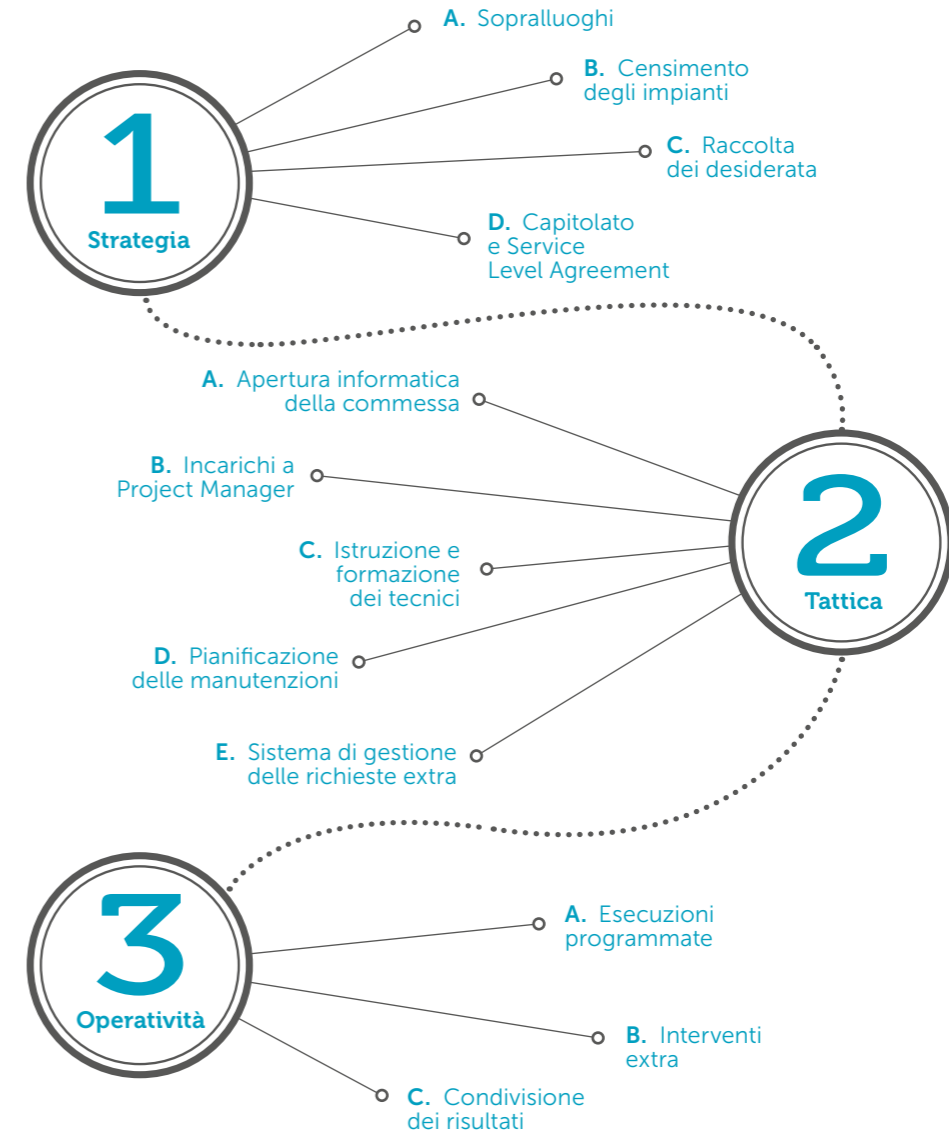 1
Strategia
A. Sopralluoghi
B. Censimento
degli impianti
C. Raccolta
dei desiderata
D. Capitolato
e Service
Level Agreement
2
Tattica
A. Apertura informatica
della commessa
B. Incarichi a
Project Manager
C. Istruzione e
formazione
dei tecnici
D. Pianificazione
delle manutenzioni
E. Sistema di gestione
delle richieste extra
3
Operatività
A. Esecuzioni
programmate
B. Interventi
extra
C. Condivisione
dei risultati